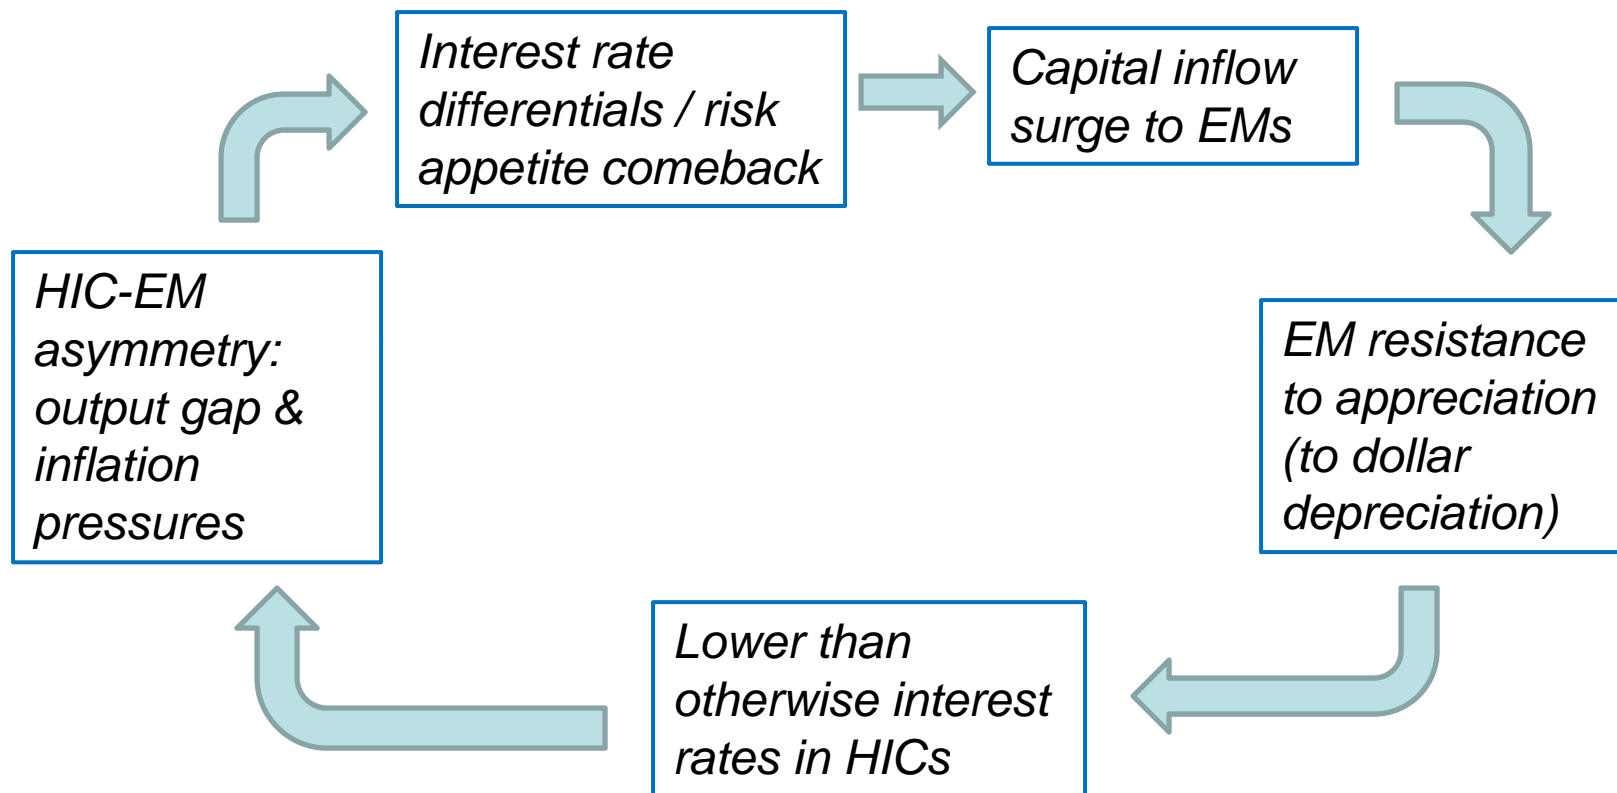 Interest rate
differentials / risk
appetite comeback
Capital inflow
surge to EMs
HIC-EM
asymmetry:
output gap &
inflation
pressures
EM resistance
to appreciation
(to dollar
depreciation)
Lower than
otherwise interest
rates in HICs